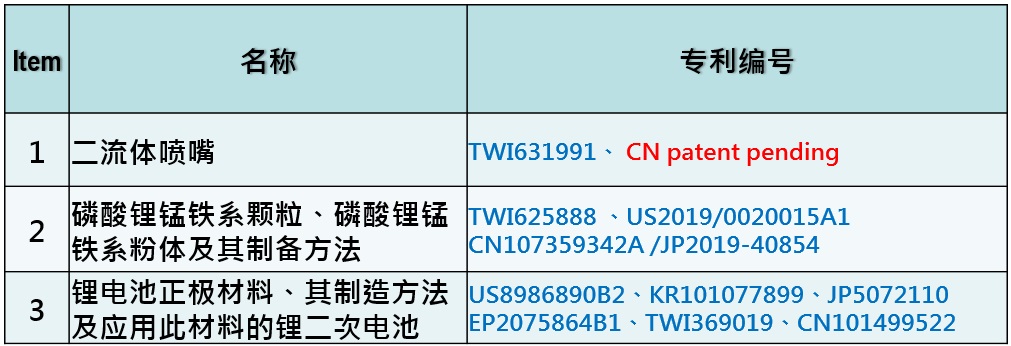 Item 名称 专利编号
1 二流体喷嘴 TWI631991、 CN patent pending
2 磷酸锂锰铁系颗粒、磷酸锂锰 TWI625888 、US2019/0020015A1
铁系粉体及其制备方法 CN107359342A /JP2019-40854
3 锂电池正极材料、其制造方法 US8986890B2、KR101077899、JP5072110
及应用此材料的锂二次电池 EP2075864B1、TWI369019、CN101499522